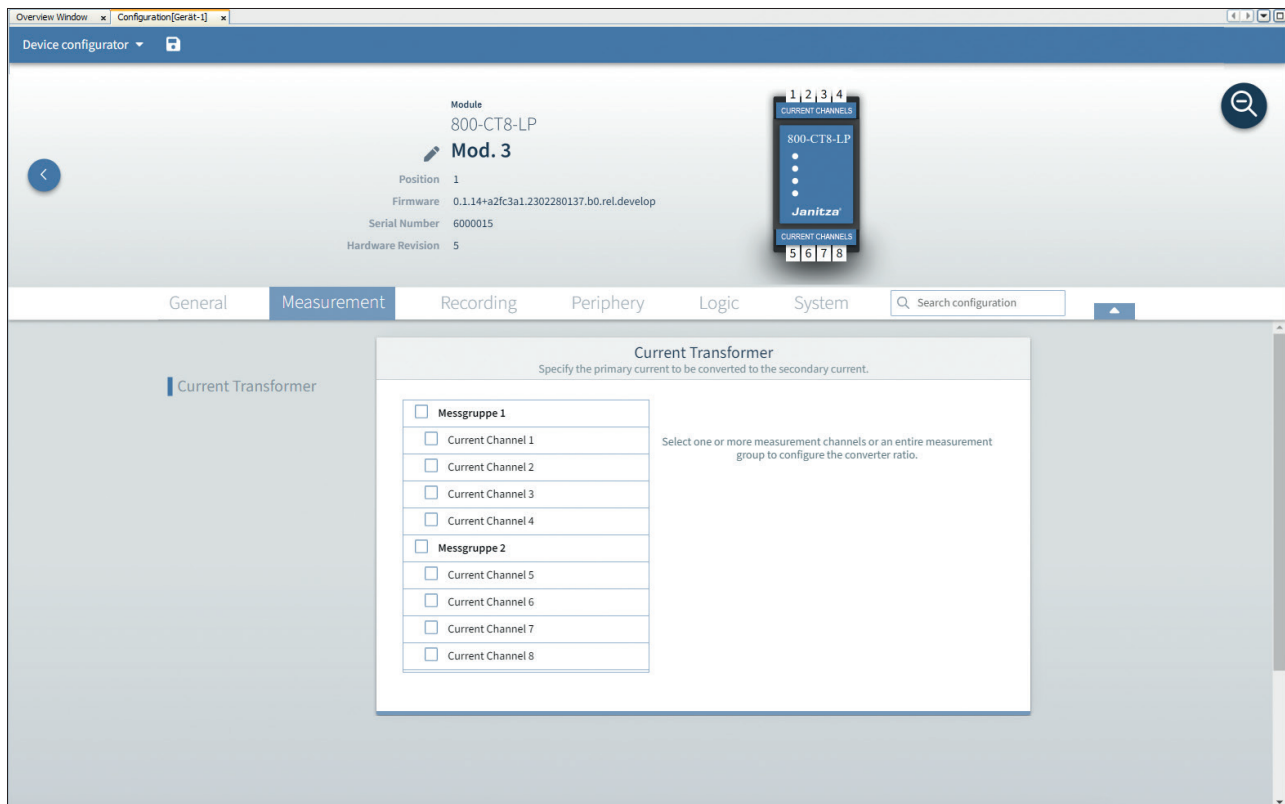 Overview Window x Configuration[Gerät-1] x
Device configurator
Module
800-CT8-LP
Mod. 3
Position 1
Firmware 0.1.14+a2fc3a1.2302280137.b0.rel.develop
Serial Number 6000015
Hardware Revision 5
1 2 3 4
CURRENT CHANNELS
800-CT8-LP
Janitza®
CURRENT CHANNELS
5 6 7 8
General Measurement Recording Periphery Logic System Search configuration
Current Transformer
Current Transformer
Specify the primary current to be converted to the secondary current.
Messgruppe 1
Current Channel 1
Current Channel 2
Current Channel 3
Current Channel 4
Messgruppe 2
Current Channel 5
Current Channel 6
Current Channel 7
Current Channel 8
Select one or more measurement channels or an entire measurement
group to configure the converter ratio.